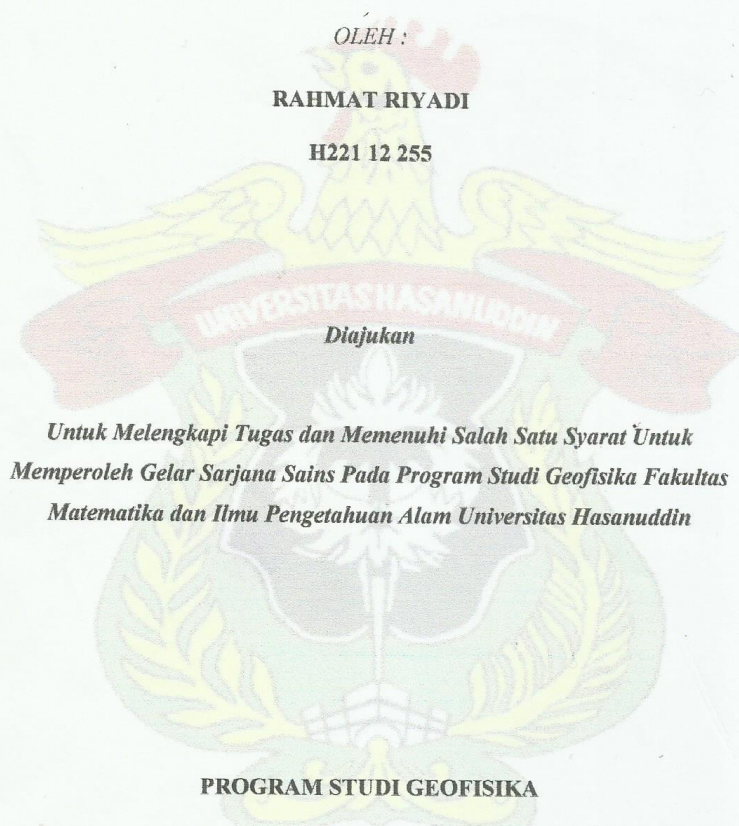 OLEH :
RAHMAT RIYADI
H221 12 255
UNIVERSITAS HASANUDDIN
Diajukan
Untuk Melengkapi Tugas dan Memenuhi Salah Satu Syarat Untuk
Memperoleh Gelar Sarjana Sains Pada Program Studi Geofisika Fakultas
Matematika dan Ilmu Pengetahuan Alam Universitas Hasanuddin
PROGRAM STUDI GEOFISIKA